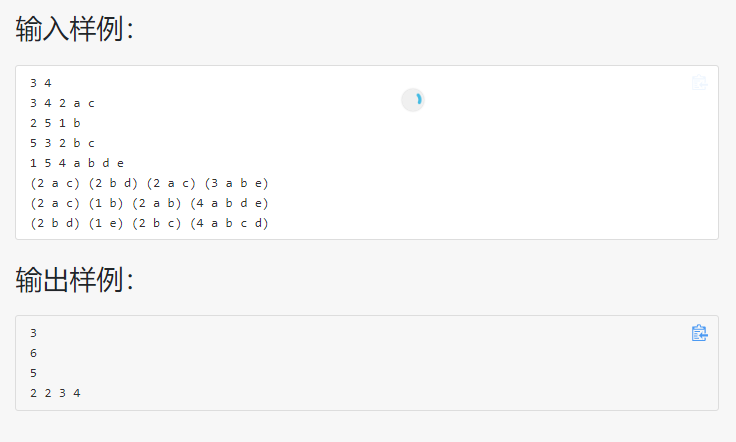 输入样例：
3 4
3 4 2 a c
2 5 1 b
5 3 2 b c
1 5 4 a b d e
(2 a c) (2 b d) (2 a c) (3 a b e)
(2 a c) (1 b) (2 a b) (4 a b d e)
(2 b d) (1 e) (2 b c) (4 a b c d)
输出样例：
3
6
5
2 2 3 4